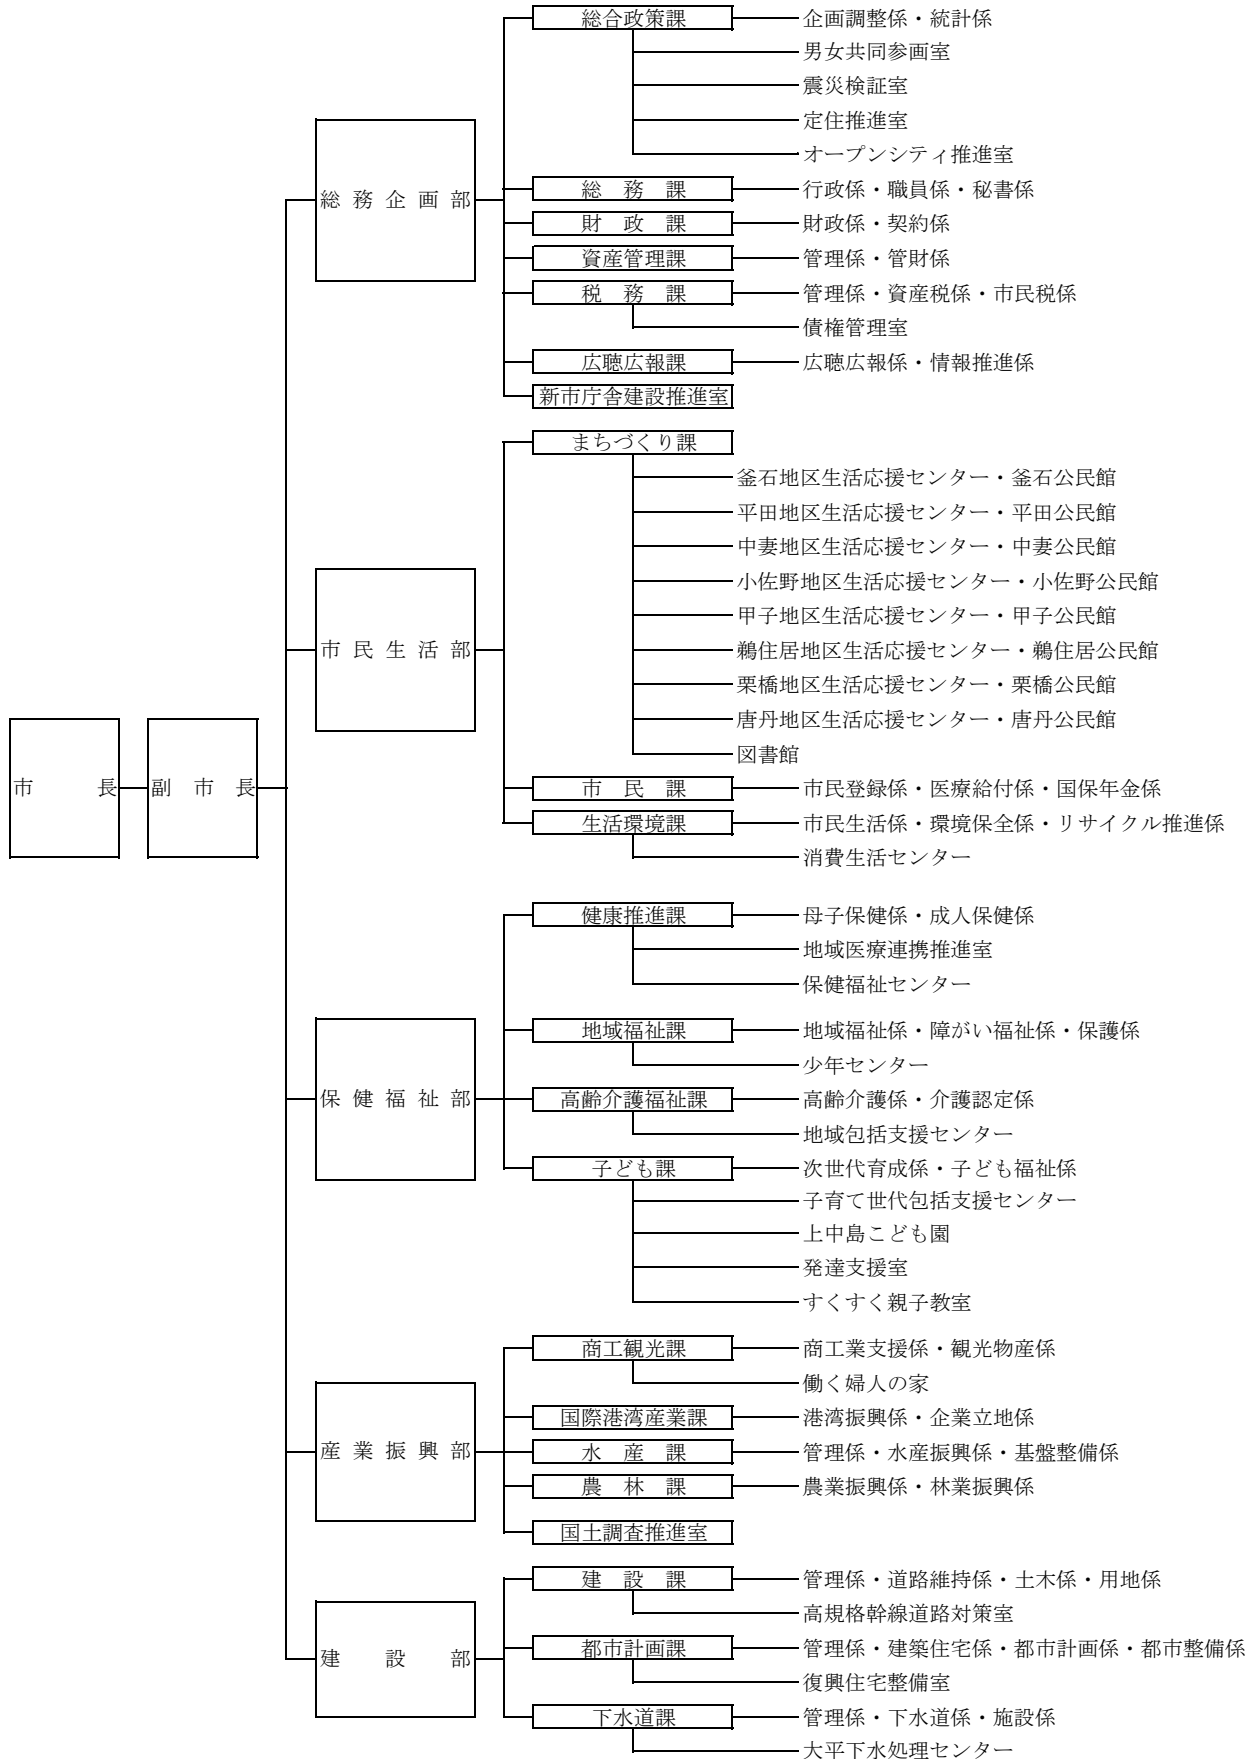 総合政策課 企画調整係・統計係
男女共同参画室
震災検証室
定住推進室
オープンシティ推進室
総務企画部
総務課 行政係・職員係・秘書係
財政課 財政係・契約係
資産管理課 管理係・管財係
税務課 管理係・資産税係・市民税係
債権管理室
広聴広報課 広聴広報係・情報推進係
新市庁舎建設推進室
まちづくり課
釜石地区生活応援センター・釜石公民館
平田地区生活応援センター・平田公民館
中妻地区生活応援センター・中妻公民館
小佐野地区生活応援センター・小佐野公民館
甲子地区生活応援センター・甲子公民館
市民生活部
鵜住居地区生活応援センター・鵜住居公民館
栗橋地区生活応援センター・栗橋公民館
唐丹地区生活応援センター・唐丹公民館
図書館
市長 副市長
市民課 市民登録係・医療給付係・国保年金係
生活環境課 市民生活係・環境保全係・リサイクル推進係
消費生活センター
健康推進課 母子保健係・成人保健係
地域医療連携推進室
保健福祉センター
地域福祉課 地域福祉係・障がい福祉係・保護係
少年センター
保健福祉部
高齢介護福祉課 高齢介護係・介護認定係
地域包括支援センター
子ども課 次世代育成係・子ども福祉係
子育て世代包括支援センター
上中島こども園
発達支援室
すくすく親子教室
商工観光課 商工業支援係・観光物産係
働く婦人の家
国際港湾産業課 港湾振興係・企業立地係
産業振興部
水産課 管理係・水産振興係・基盤整備係
農林課 農業振興係・林業振興係
国土調査推進室
建設課 管理係・道路維持係・土木係・用地係
高規格幹線道路対策室
建設部
都市計画課 管理係・建築住宅係・都市計画係・都市整備係
復興住宅整備室
下水道課 管理係・下水道係・施設係
大平下水処理センター